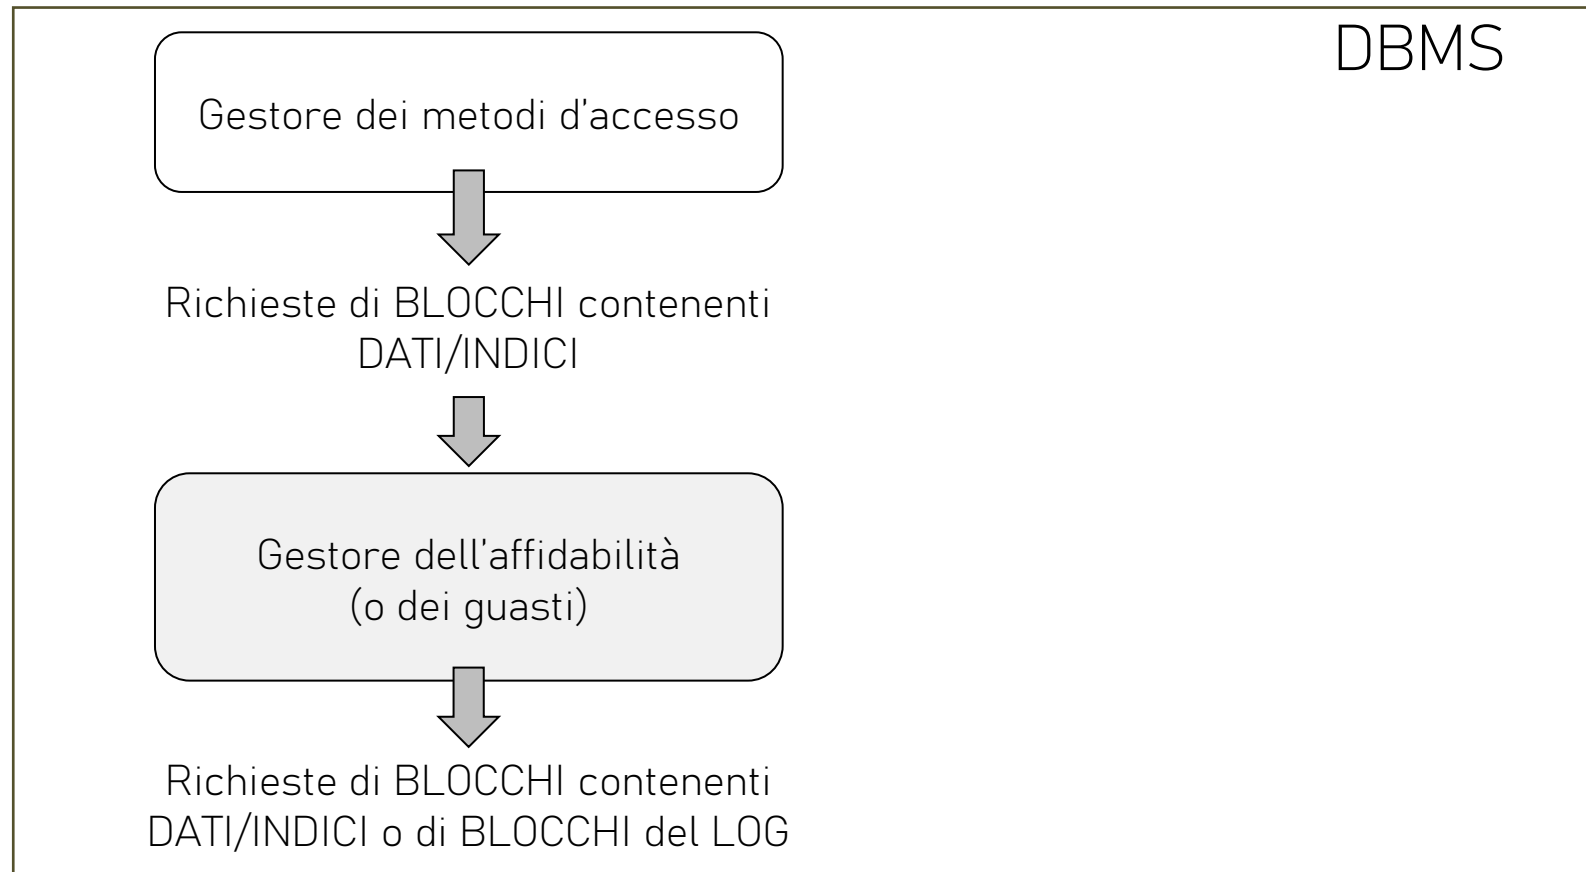 DBMS
Gestore dei metodi d'accesso
Richieste di BLOCCHI contenenti
DATI/INDICI
Gestore dell'affidabilità
(o dei guasti)
Richieste di BLOCCHI contenenti
DATI/INDICI o di BLOCCHI del LOG